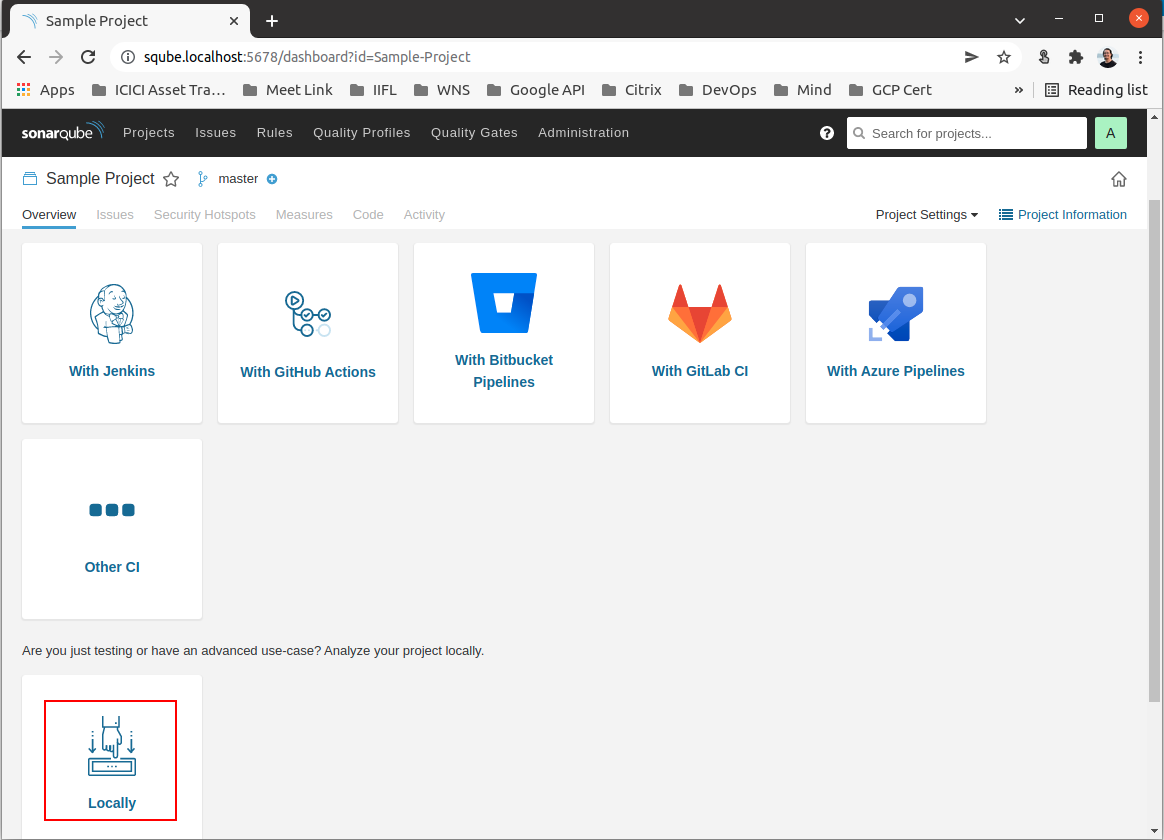 Sample Project
sqube.localhost:5678/dashboard?id=Sample-Project
Apps ICICI Asset Tra... Meet Link IIFL WNS Google API Citrix DevOps Mind GCP Cert » Reading list
sonarqube Projects Issues Rules Quality Profiles Quality Gates Administration ? Search for projects... A
Sample Project master
Overview Issues Security Hotspots Measures Code Activity Project Settings Project Information
With Jenkins
With GitHub Actions
With Bitbucket
Pipelines
With GitLab CI
With Azure Pipelines
Other CI
Are you just testing or have an advanced use-case? Analyze your project locally.
Locally